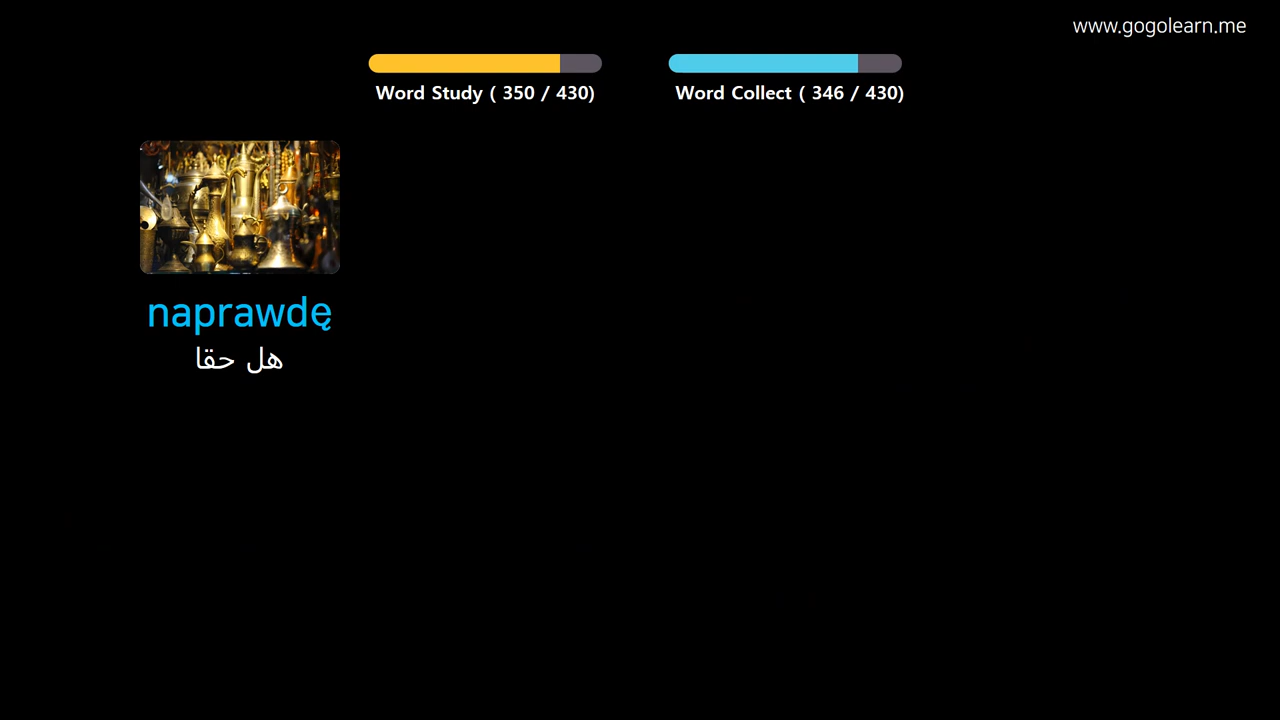 www.gogolearn.me
Word Study ( 350 / 430)
Word Collect ( 346 / 430)
naprawdę
هل حقا